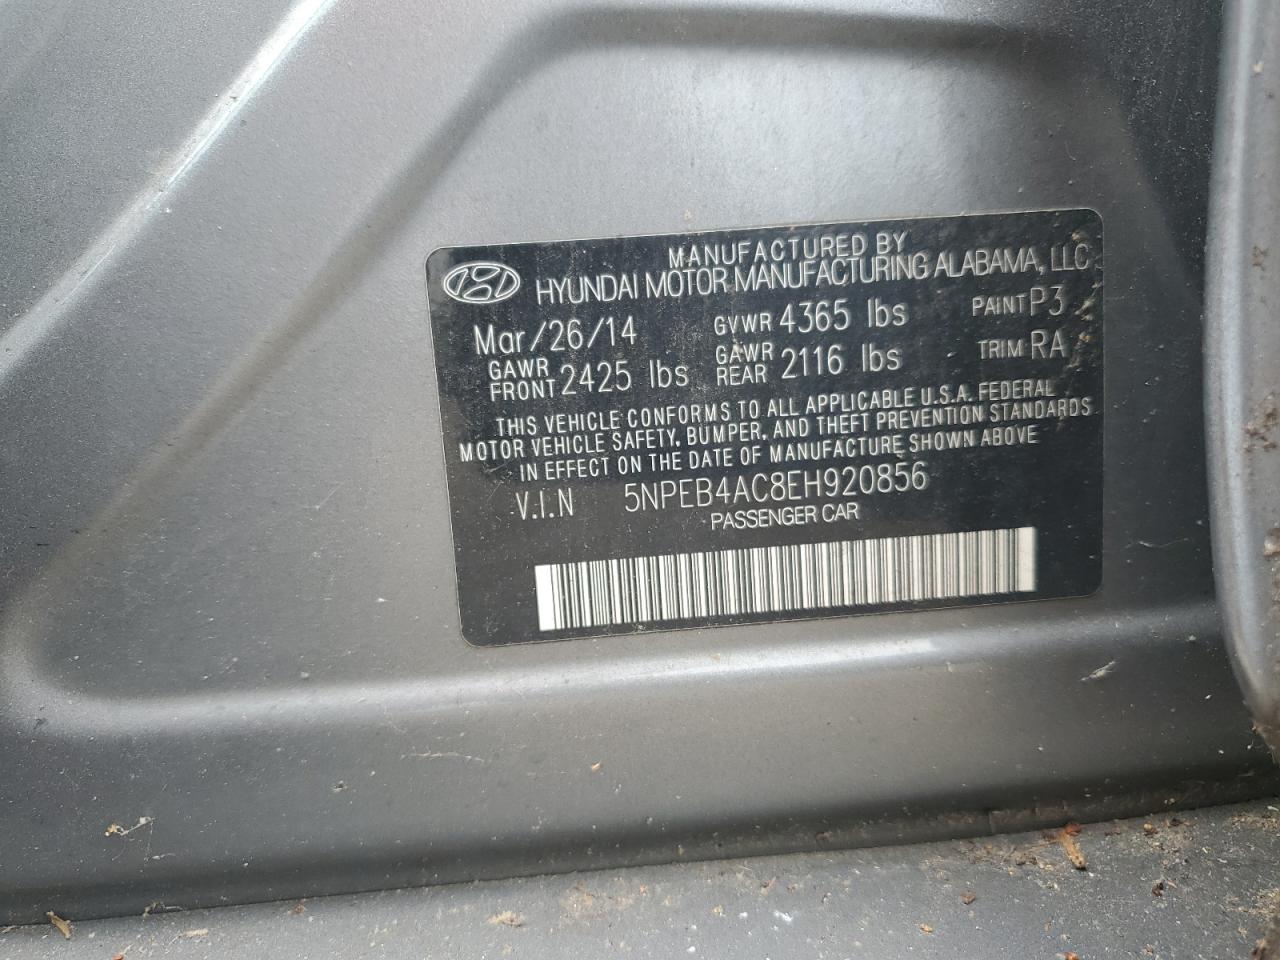 MANUFACTURED BY
HYUNDAI MOTOR MANUFACTURING ALABAMA, LLC
Mar/26/14 GVWR 4365 lbs PAINT P3
GAWR FRONT 2425 lbs GAWR REAR 2116 lbs TRIM RA
THIS VEHICLE CONFORMS TO ALL APPLICABLE U.S.A. FEDERAL
MOTOR VEHICLE SAFETY, BUMPER, AND THEFT PREVENTION STANDARDS
IN EFFECT ON THE DATE OF MANUFACTURE SHOWN ABOVE
V.I.N 5NPEB4AC8EH920856
PASSENGER CAR